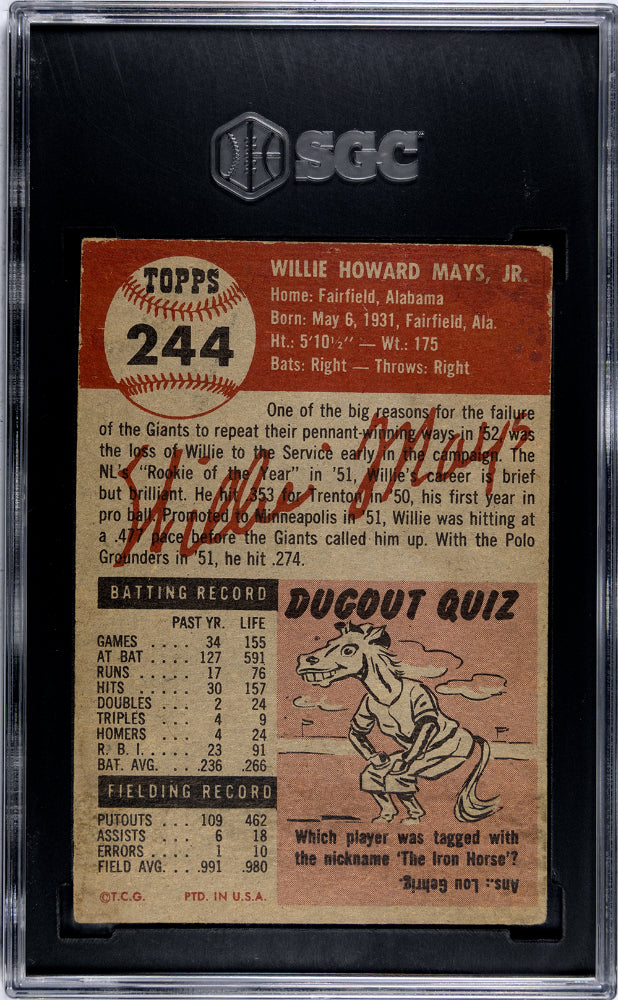 SGC
TOPPS
244
WILLIE HOWARD MAYS, JR.
Home: Fairfield, Alabama
Born: May 6, 1931, Fairfield, Ala.
Ht.: 5'10½" — Wt.: 175
Bats: Right — Throws: Right
One of the big reasons for the failure
of the Giants to repeat their pennant-winning ways in '52 was
the loss of Willie to the Service early in the campaign. The
NL's "Rookie of the Year" in '51, Willie's career is brief
but brilliant. He hit .353 for Trenton in '50, his first year in
pro ball. Promoted to Minneapolis in '51, Willie was hitting at
a .477 pace before the Giants called him up. With the Polo
Grounders in '51, he hit .274.
Willie Mays
BATTING RECORD
PAST YR. LIFE
GAMES .... 34 155
AT BAT .... 127 591
RUNS .... 17 76
HITS .... 30 157
DOUBLES ... 2 24
TRIPLES ... 4 9
HOMERS ... 4 24
R. B. I. .... 23 91
BAT. AVG. ... .236 .266
FIELDING RECORD
PUTOUTS ... 109 462
ASSISTS ... 6 18
ERRORS .... 1 10
FIELD AVG. ... .991 .980
©T.C.G. PTD. IN U.S.A.
DUGOUT QUIZ
Which player was tagged with
the nickname 'The Iron Horse'?
Ans.: Lou Gehrig.